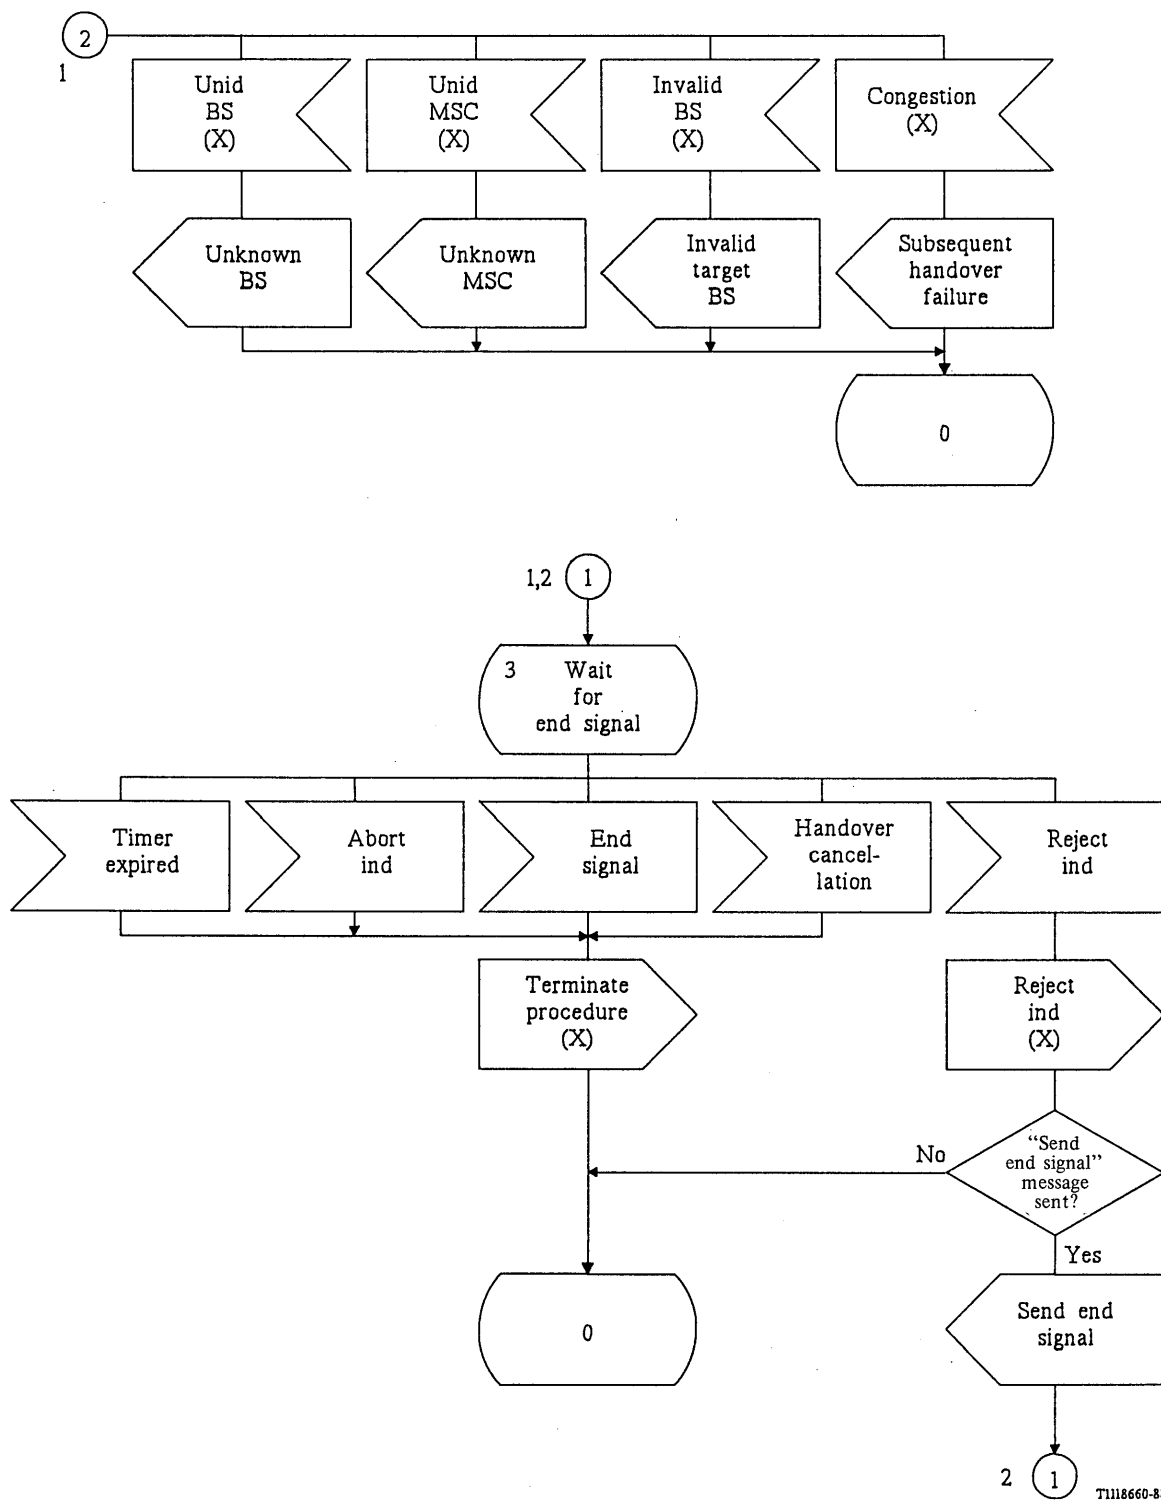 2
1
Unid
BS
(X)
Unid
MSC
(X)
Invalid
BS
(X)
Congestion
(X)
Unknown
BS
Unknown
MSC
Invalid
target
BS
Subsequent
handover
failure
0
1,2 1
3 Wait
for
end signal
Timer
expired
Abort
ind
End
signal
Handover
cancel-
lation
Reject
ind
Terminate
procedure
(X)
Reject
ind
(X)
No
“Send
end signal”
message
sent?
Yes
0
Send end
signal
2 1